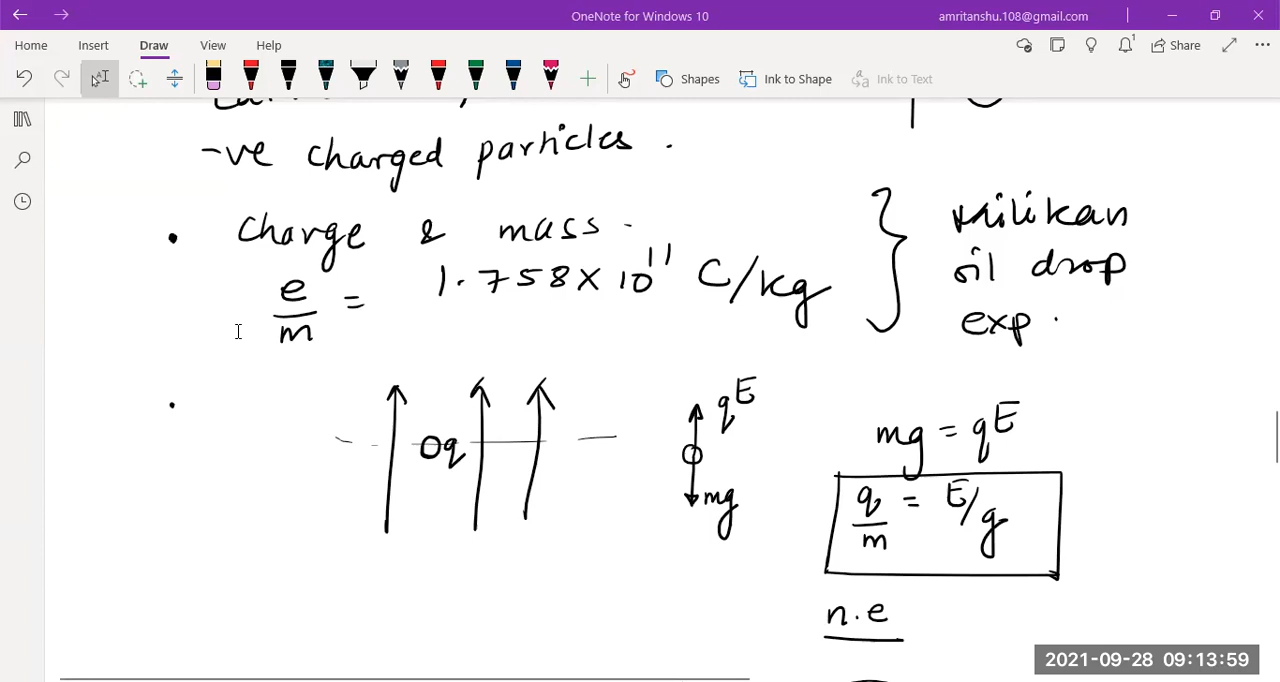 OneNote for Windows 10
amritanshu.108@gmail.com
Home Insert Draw View Help
Share
Shapes
Ink to Shape
Ink to Text
-ve charged particles.
• Charge & mass -
e/m = 1.758 × 10¹¹ C/kg
Milikan
oil drop
exp.
q
qE
mg
mg = qE
q/m = E/g
n.e
2021-09-28 09:13:59